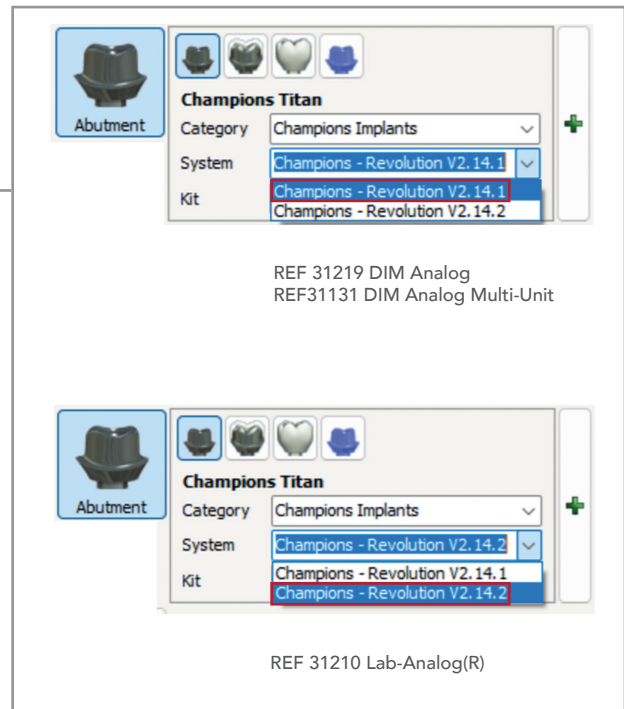 Champions Titan
Abutment
Category Champions Implants
System Champions - Revolution V2.14.1
Kit Champions - Revolution V2.14.1
Champions - Revolution V2.14.2
REF 31219 DIM Analog
REF31131 DIM Analog Multi-Unit
Champions Titan
Abutment
Category Champions Implants
System Champions - Revolution V2.14.2
Kit Champions - Revolution V2.14.1
Champions - Revolution V2.14.2
REF 31210 Lab-Analog(R)